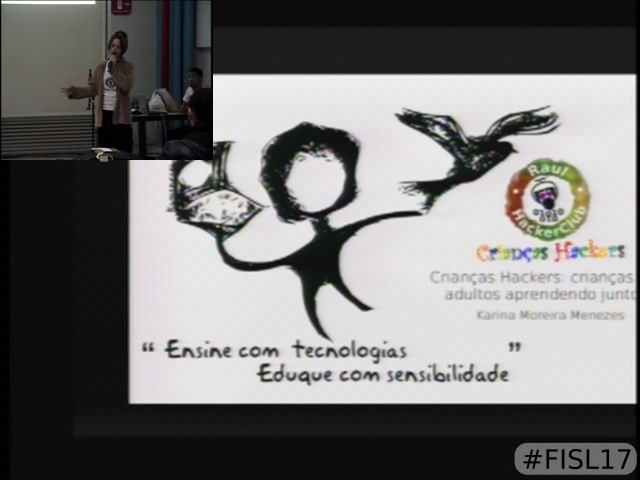 Raul
HackerClub
Crianças Hackers
Crianças Hackers: crianças
adultos aprendendo junto
Karina Moreira Menezes
“ Ensine com tecnologias ”
Eduque com sensibilidade
#FISL17